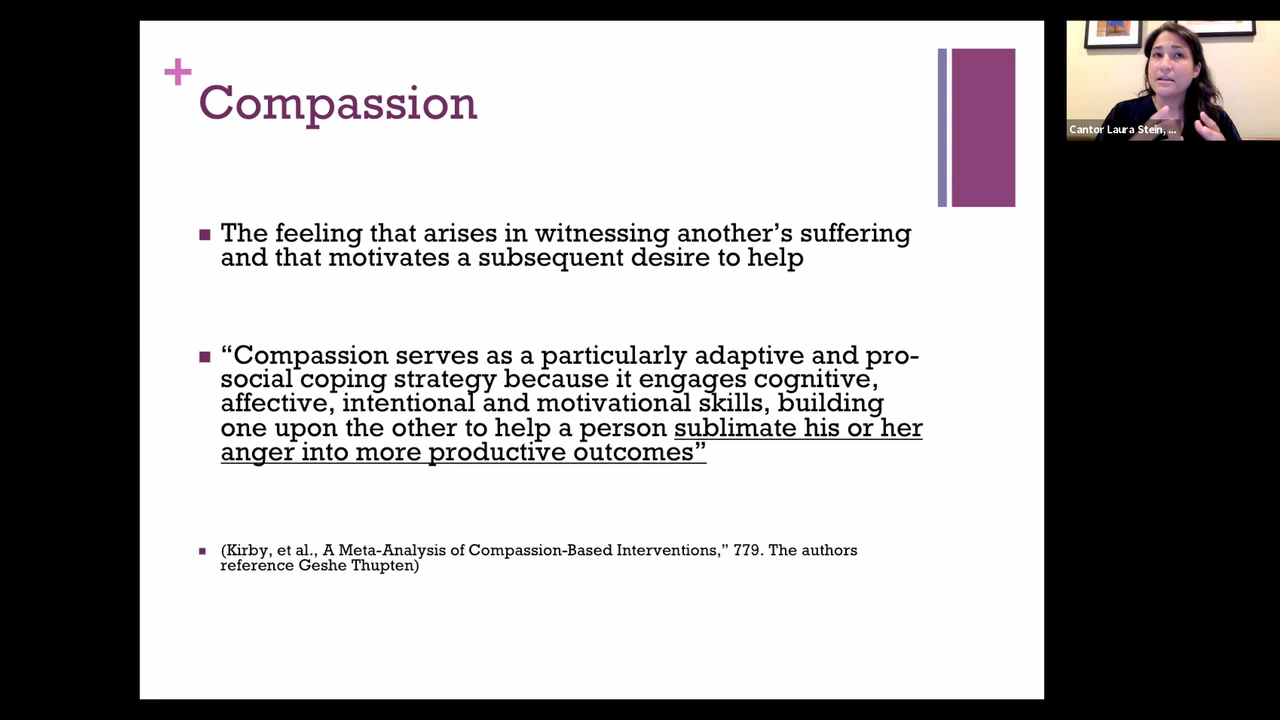 +
Compassion
■ The feeling that arises in witnessing another’s suffering
and that motivates a subsequent desire to help
■ “Compassion serves as a particularly adaptive and pro-
social coping strategy because it engages cognitive,
affective, intentional and motivational skills, building
one upon the other to help a person sublimate his or her
anger into more productive outcomes”
■ (Kirby, et al., A Meta-Analysis of Compassion-Based Interventions,” 779. The authors
reference Geshe Thupten)
Cantor Laura Stein, ...